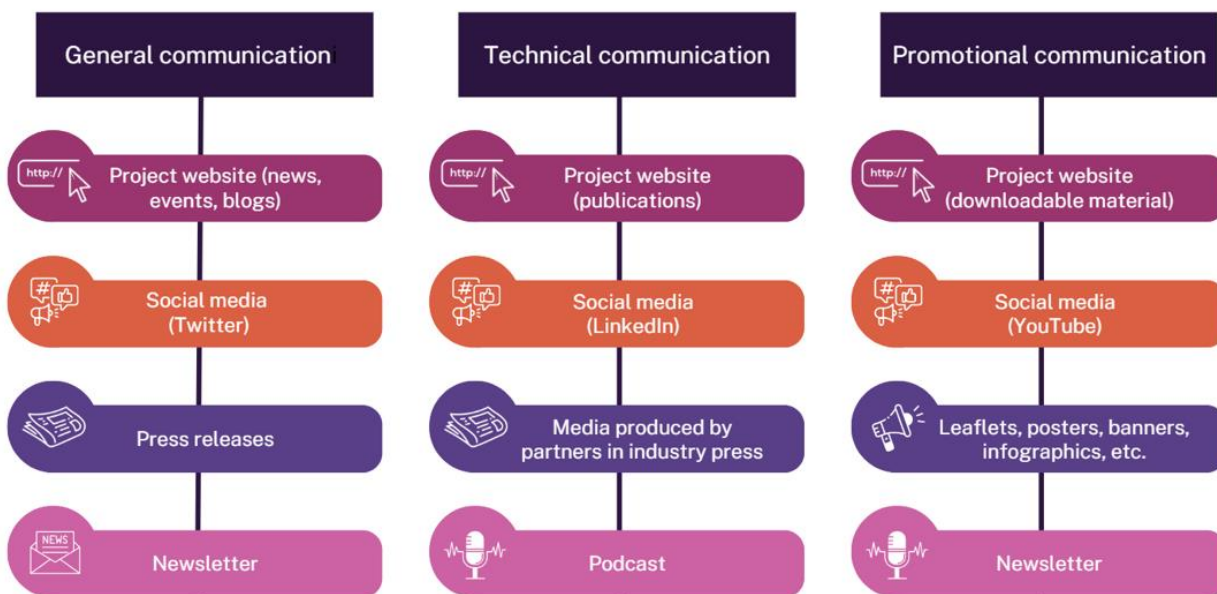 General communication
Technical communication
Promotional communication
http://
Project website (news,
events, blogs)
http://
Project website
(publications)
http://
Project website
(downloadable material)
#
Social media
(Twitter)
#
Social media
(LinkedIn)
#
Social media
(YouTube)
Press releases
Media produced by
partners in industry press
Leaflets, posters, banners,
infographics, etc.
NEWS
Newsletter
Podcast
Newsletter